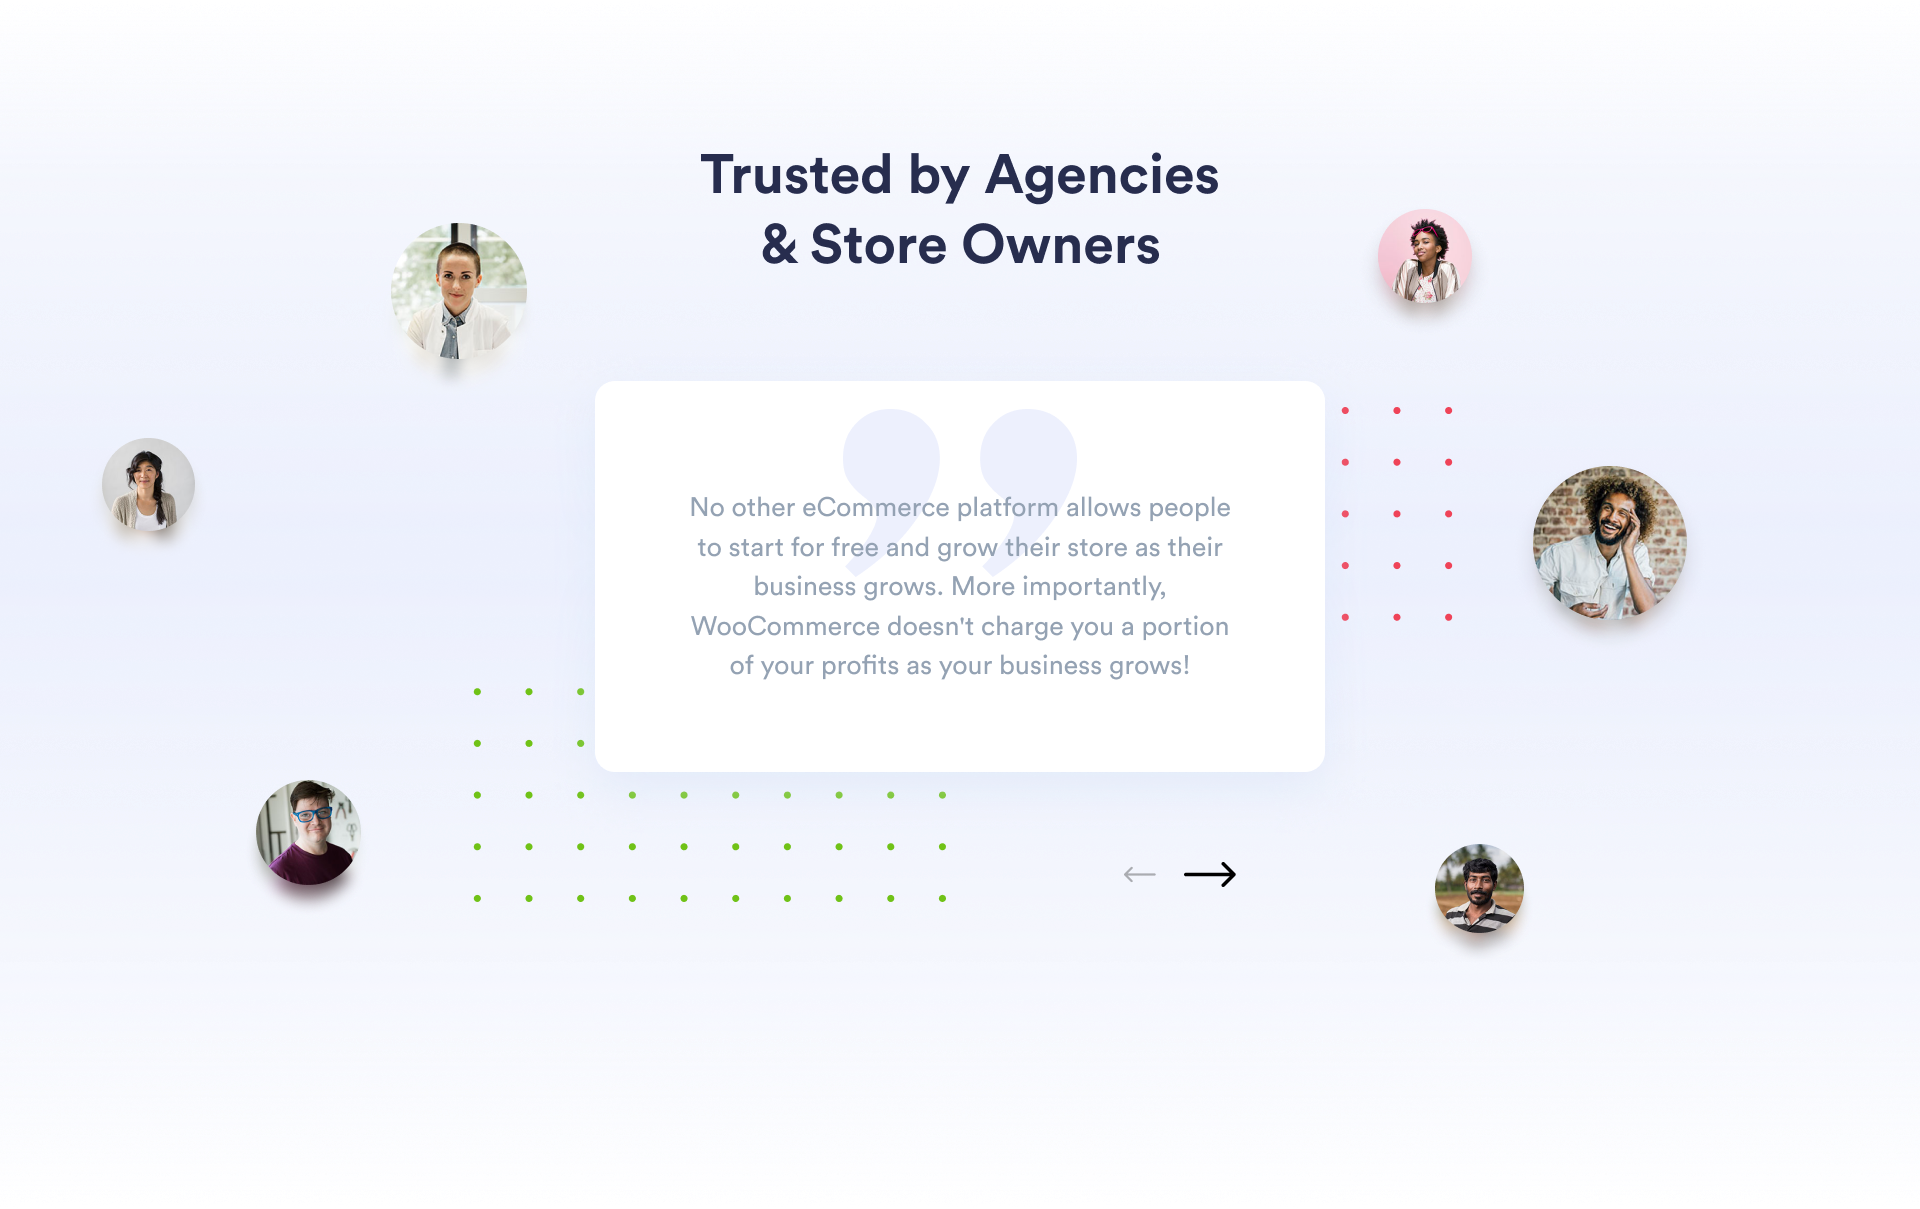 Trusted by Agencies
& Store Owners
No other eCommerce platform allows people
to start for free and grow their store as their
business grows. More importantly,
WooCommerce doesn't charge you a portion
of your profits as your business grows!